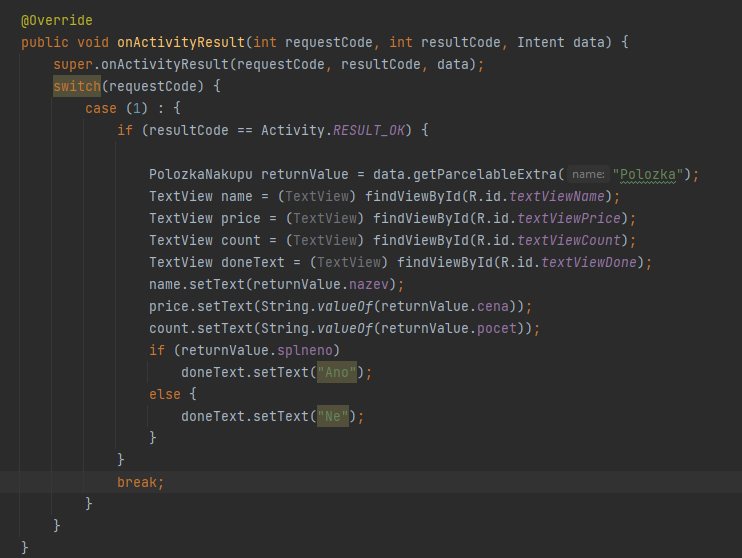 @Override
public void onActivityResult(int requestCode, int resultCode, Intent data) {
    super.onActivityResult(requestCode, resultCode, data);
    switch(requestCode) {
        case (1) : {
            if (resultCode == Activity.RESULT_OK) {

                PolozkaNakupu returnValue = data.getParcelableExtra( name: "Polozka");
                TextView name = (TextView) findViewById(R.id.textViewName);
                TextView price = (TextView) findViewById(R.id.textViewPrice);
                TextView count = (TextView) findViewById(R.id.textViewCount);
                TextView doneText = (TextView) findViewById(R.id.textViewDone);
                name.setText(returnValue.nazev);
                price.setText(String.valueOf(returnValue.cena));
                count.setText(String.valueOf(returnValue.pocet));
                if (returnValue.splneno)
                    doneText.setText("Ano");
                else {
                    doneText.setText("Ne");
                }
            }
            break;
        }
    }
}